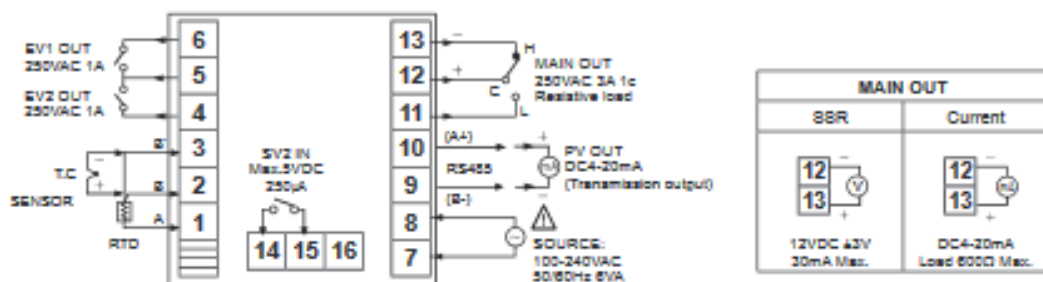 EV1 OUT
250VAC 1A
EV2 OUT
250VAC 1A
6
5
4
3
2
1
B
B
A
T.C
SENSOR
RTD
−
+
SV2 IN
Max.5VDC
250µA
14 15 16
13
12
11
10
9
8
7
−
+
H
C
L
MAIN OUT
250VAC 3A 1c
Resistive load
(A+)
RS485
(B-)
+
−
mA
PV OUT
DC4-20mA
(Transmission output)
SOURCE:
100-240VAC
50/60Hz 6VA
MAIN OUT
SSR
Current
12
13
−
+
V
12
13
−
+
12VDC ±3V
30mA Max.
DC4-20mA
Load 600Ω Max.